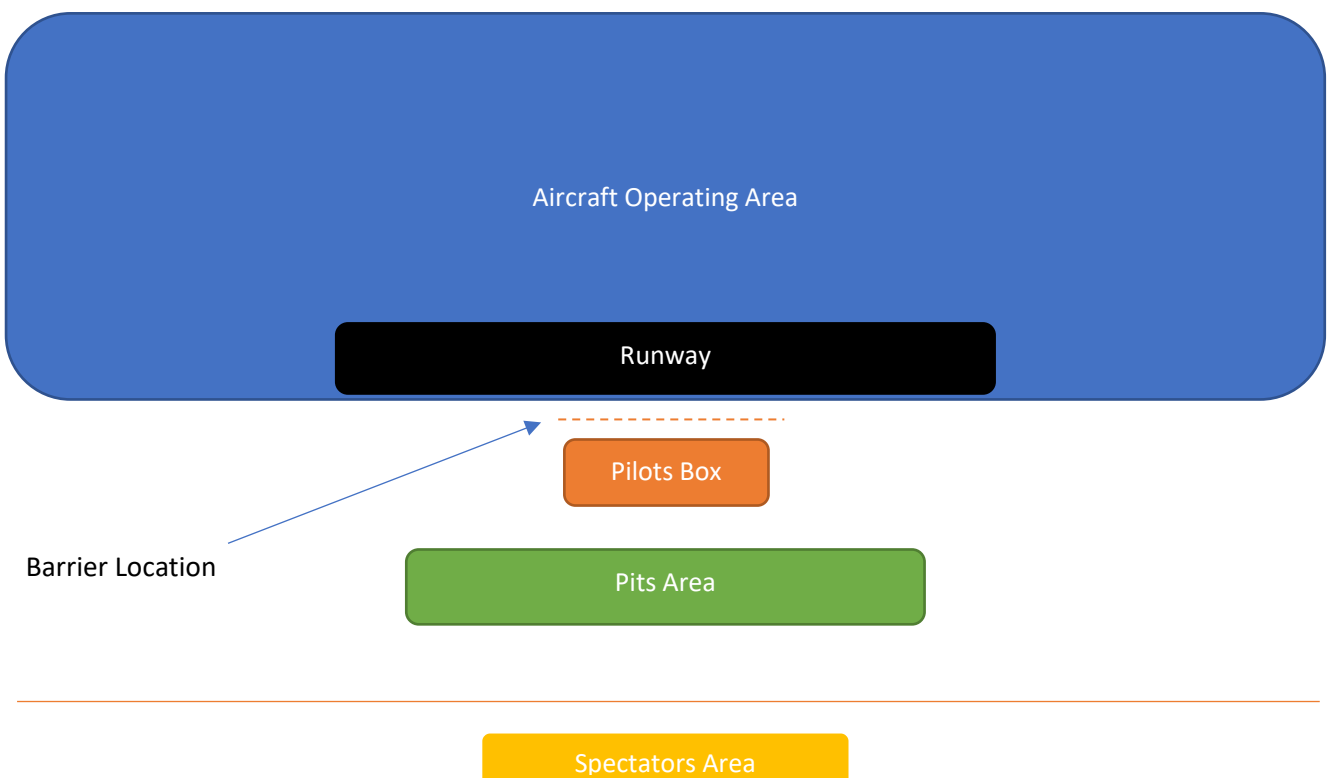 Aircraft Operating Area
Runway
Pilots Box
Barrier Location
Pits Area
Spectators Area